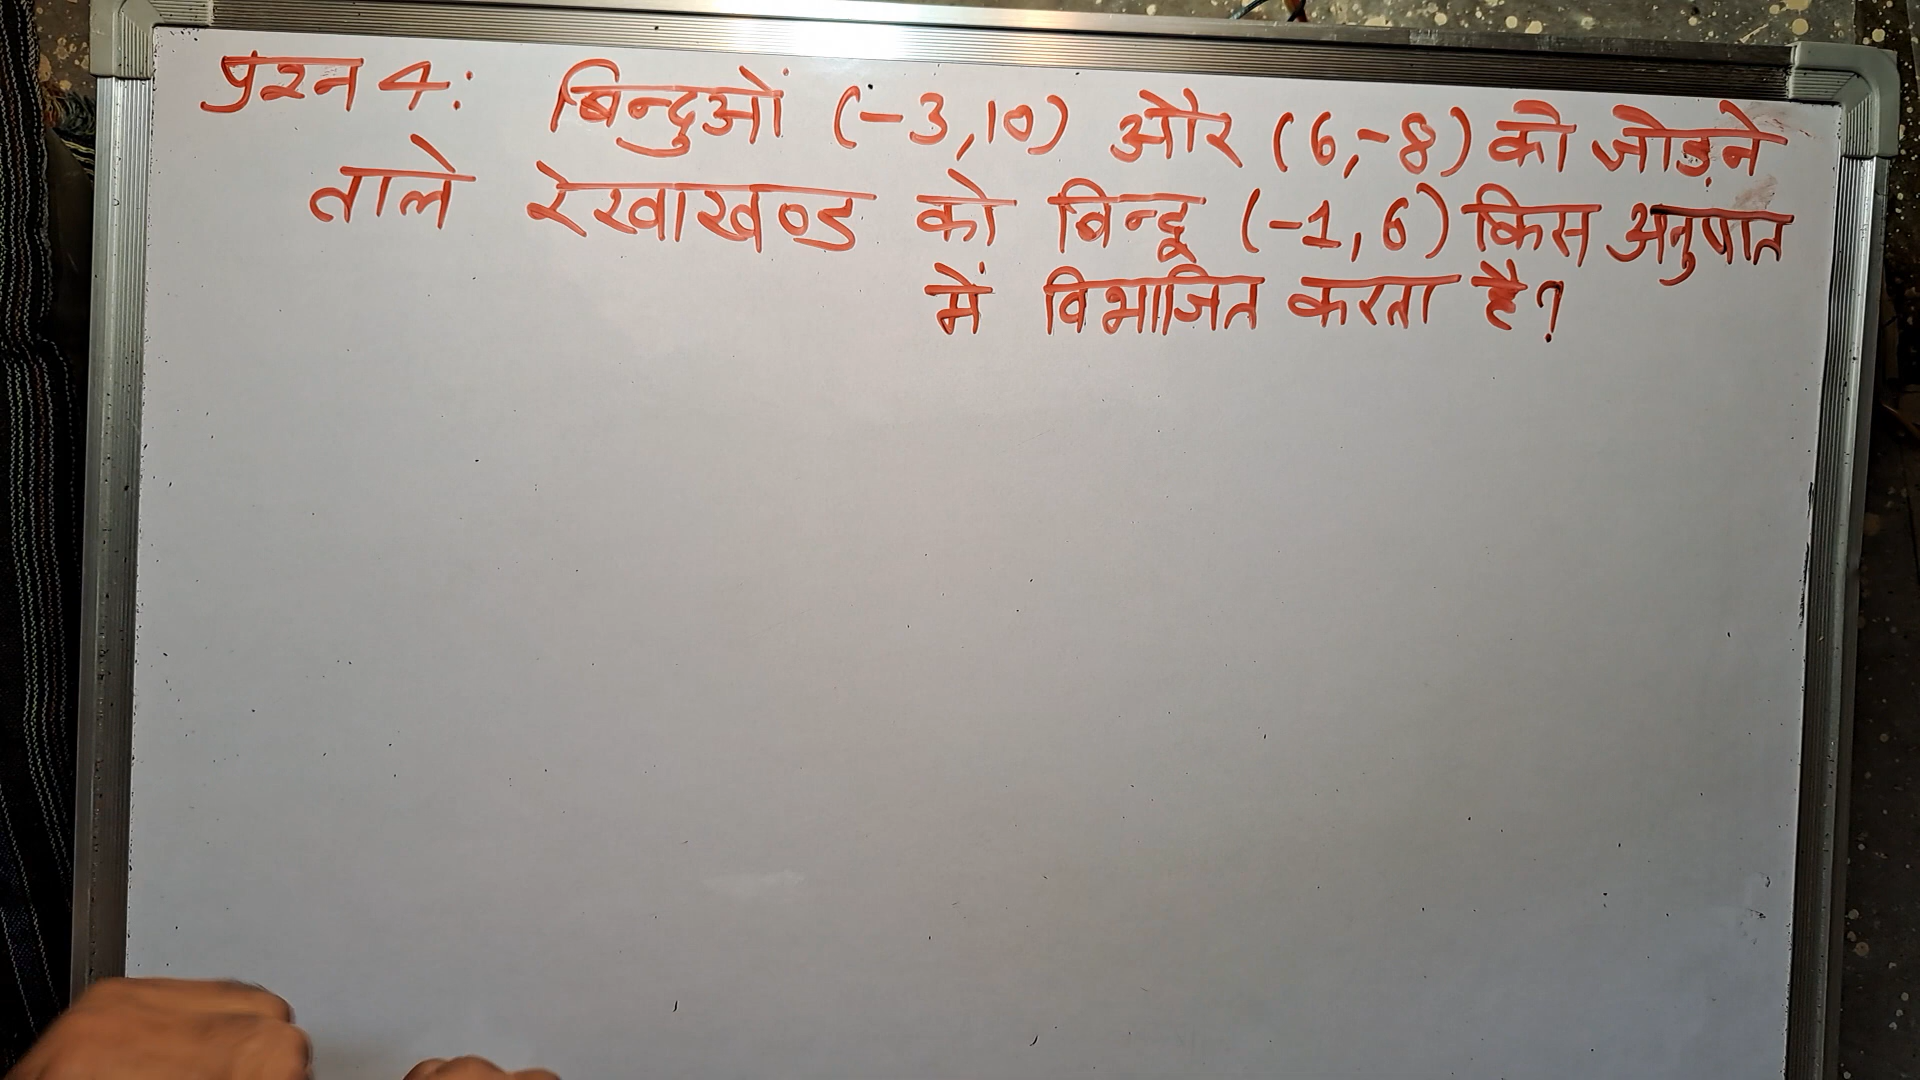 प्रश्न 4: बिन्दुओं (-3,10) और (6,-8) को जोड़ने
वाले रेखाखण्ड को बिन्दू (-1,6) किस अनुपात
में विभाजित करता है?